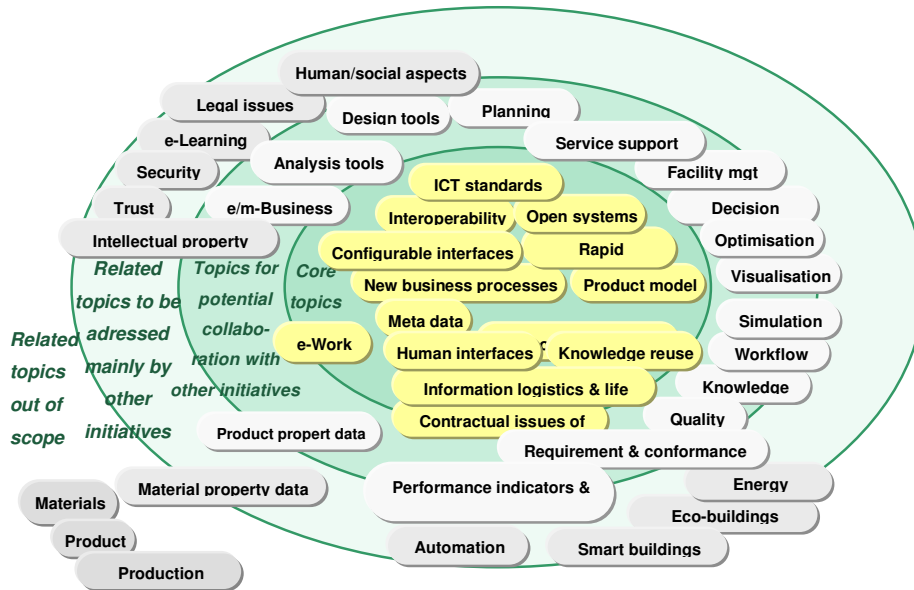 Human/social aspects
Legal issues
Design tools
Planning
e-Learning
Service support
Analysis tools
Security
Facility mgt
ICT standards
Trust
e/m-Business
Interoperability
Open systems
Decision
Intellectual property
Configurable interfaces
Rapid
Optimisation
Related
topics to be
adressed
mainly by
other
initiatives
Topics for
potential
collabo-
ration with
other initiatives
Core
topics
New business processes
Product model
Visualisation
Meta data
Simulation
Related
topics
out of
scope
e-Work
Human interfaces
Knowledge reuse
Workflow
Information logistics & life
Knowledge
Contractual issues of
Quality
Product propert data
Requirement & conformance
Material property data
Performance indicators &
Energy
Materials
Eco-buildings
Product
Automation
Smart buildings
Production